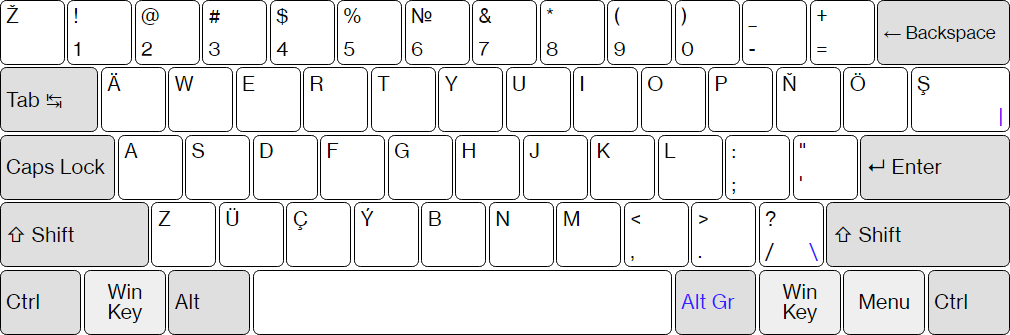 Ž ! 1 @ 2 # 3 $ 4 % 5 № 6 & 7 * 8 ( 9 ) 0 _ - + = ← Backspace
Tab ↹ Ä W E R T Y U I O P Ň Ö Ş |
Caps Lock A S D F G H J K L : ; " ' ↵ Enter
⇧ Shift Z Ü Ç Ý B N M < , > . ? / \ ⇧ Shift
Ctrl Win Key Alt Alt Gr Win Key Menu Ctrl